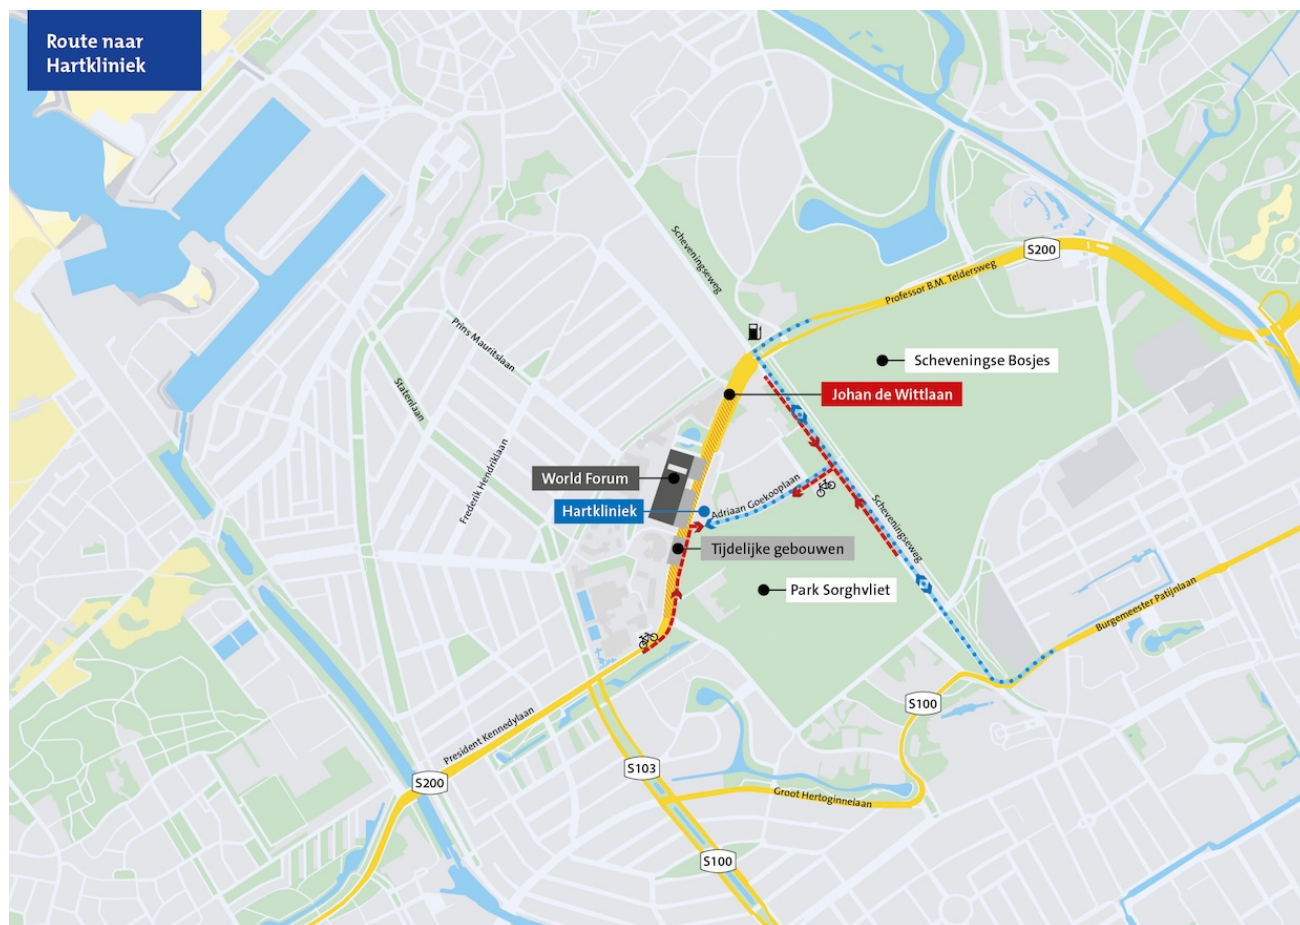 Route naar
Hartkliniek
Scheveningseweg
S200
Professor B.M. Teldersweg
Prins Mauritslaan
Scheveningse Bosjes
Statenlaan
Johan de Wittlaan
Frederik Hendriklaan
World Forum
Adriaan Goekooplaan
Hartkliniek
Scheveningseweg
Tijdelijke gebouwen
Park Sorghvliet
Burgemeester Patijnlaan
S100
President Kennedylaan
S103
S200
Groot Hertoginnelaan
S100